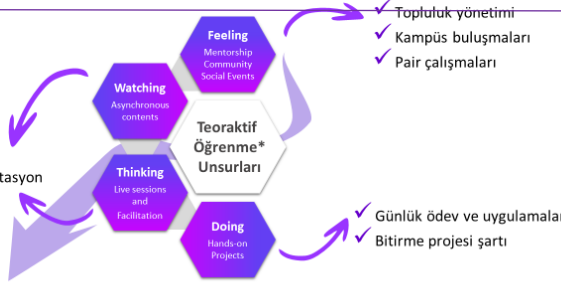 Topluluk yönetimi
Kampüs buluşmaları
Pair çalışmaları
Feeling
Mentorship
Community
Social Events
Watching
Asynchronous
contents
Teoraktif
Öğrenme*
Unsurları
tasyon
Thinking
Live sessions
and
Facilitation
Doing
Hands-on
Projects
Günlük ödev ve uygulamalar
Bitirme projesi şartı